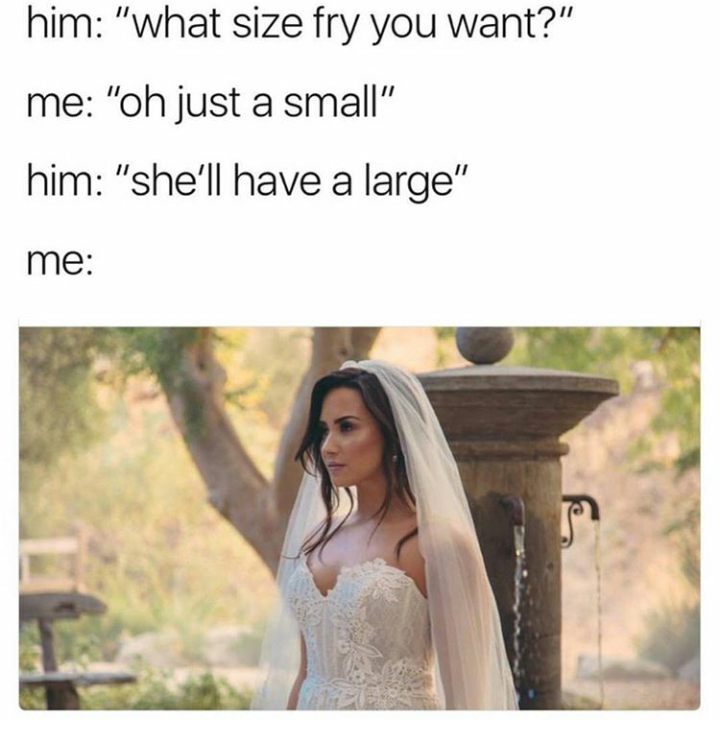 him: "what size fry you want?"
me: "oh just a small"
him: "she'll have a large"
me: